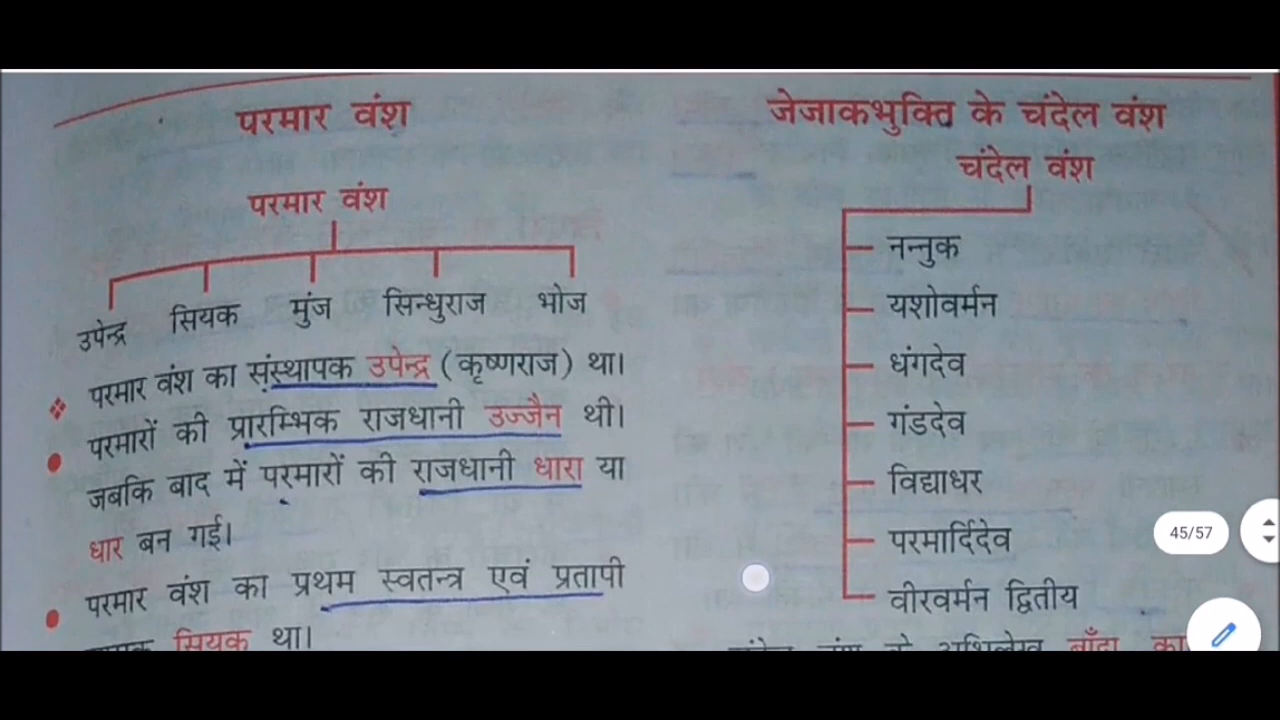 परमार वंश
परमार वंश
उपेन्द्र सियक मुंज सिन्धुराज भोज
परमार वंश का संस्थापक उपेन्द्र (कृष्णराज) था।
परमारों की प्रारम्भिक राजधानी उज्जैन थी।
जबकि बाद में परमारों की राजधानी धारा या
धार बन गई।
परमार वंश का प्रथम स्वतन्त्र एवं प्रतापी
सियक था।
जेजाकभुक्ति के चंदेल वंश
चंदेल वंश
नन्नुक
यशोवर्मन
धंगदेव
गंडदेव
विद्याधर
परमार्दिदेव
वीरवर्मन द्वितीय
चंदेल वंश के अभिलेख बाँदा
45/57